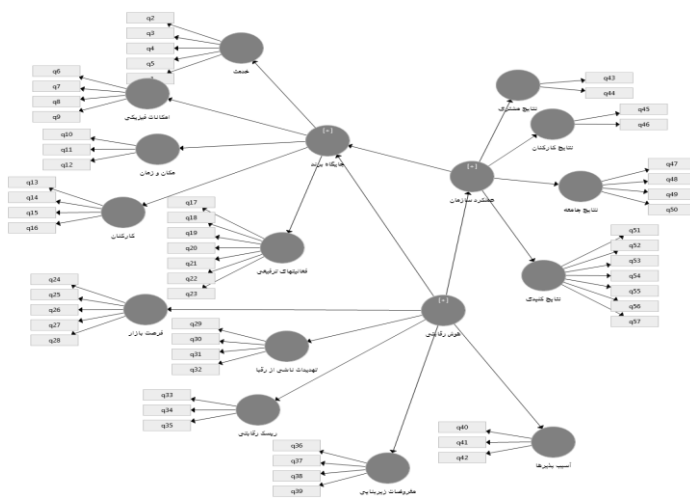 q2
q3
q4
q5
خدمت
q6
q7
q8
q9
امکانات فیزیکی
q10
q11
q12
مکان و زمان
q13
q14
q15
q16
کارکنان
q17
q18
q19
q20
q21
q22
q23
فعالیتهای ترفیعی
[+]
جایگاه برند
q24
q25
q26
q27
q28
فرصت بازار
q29
q30
q31
q32
تهدیدات ناشی از رقبا
q33
q34
q35
ریسک رقابتی
q36
q37
q38
q39
مفروضات زیربنایی
q40
q41
q42
آسیب پذیرها
[+]
هوش رقابتی
[+]
عملکرد سازمان
q43
q44
نتایج مشتری
q45
q46
نتایج کارکنان
q47
q48
q49
q50
نتایج جامعه
q51
q52
q53
q54
q55
q56
q57
نتایج کلیدی